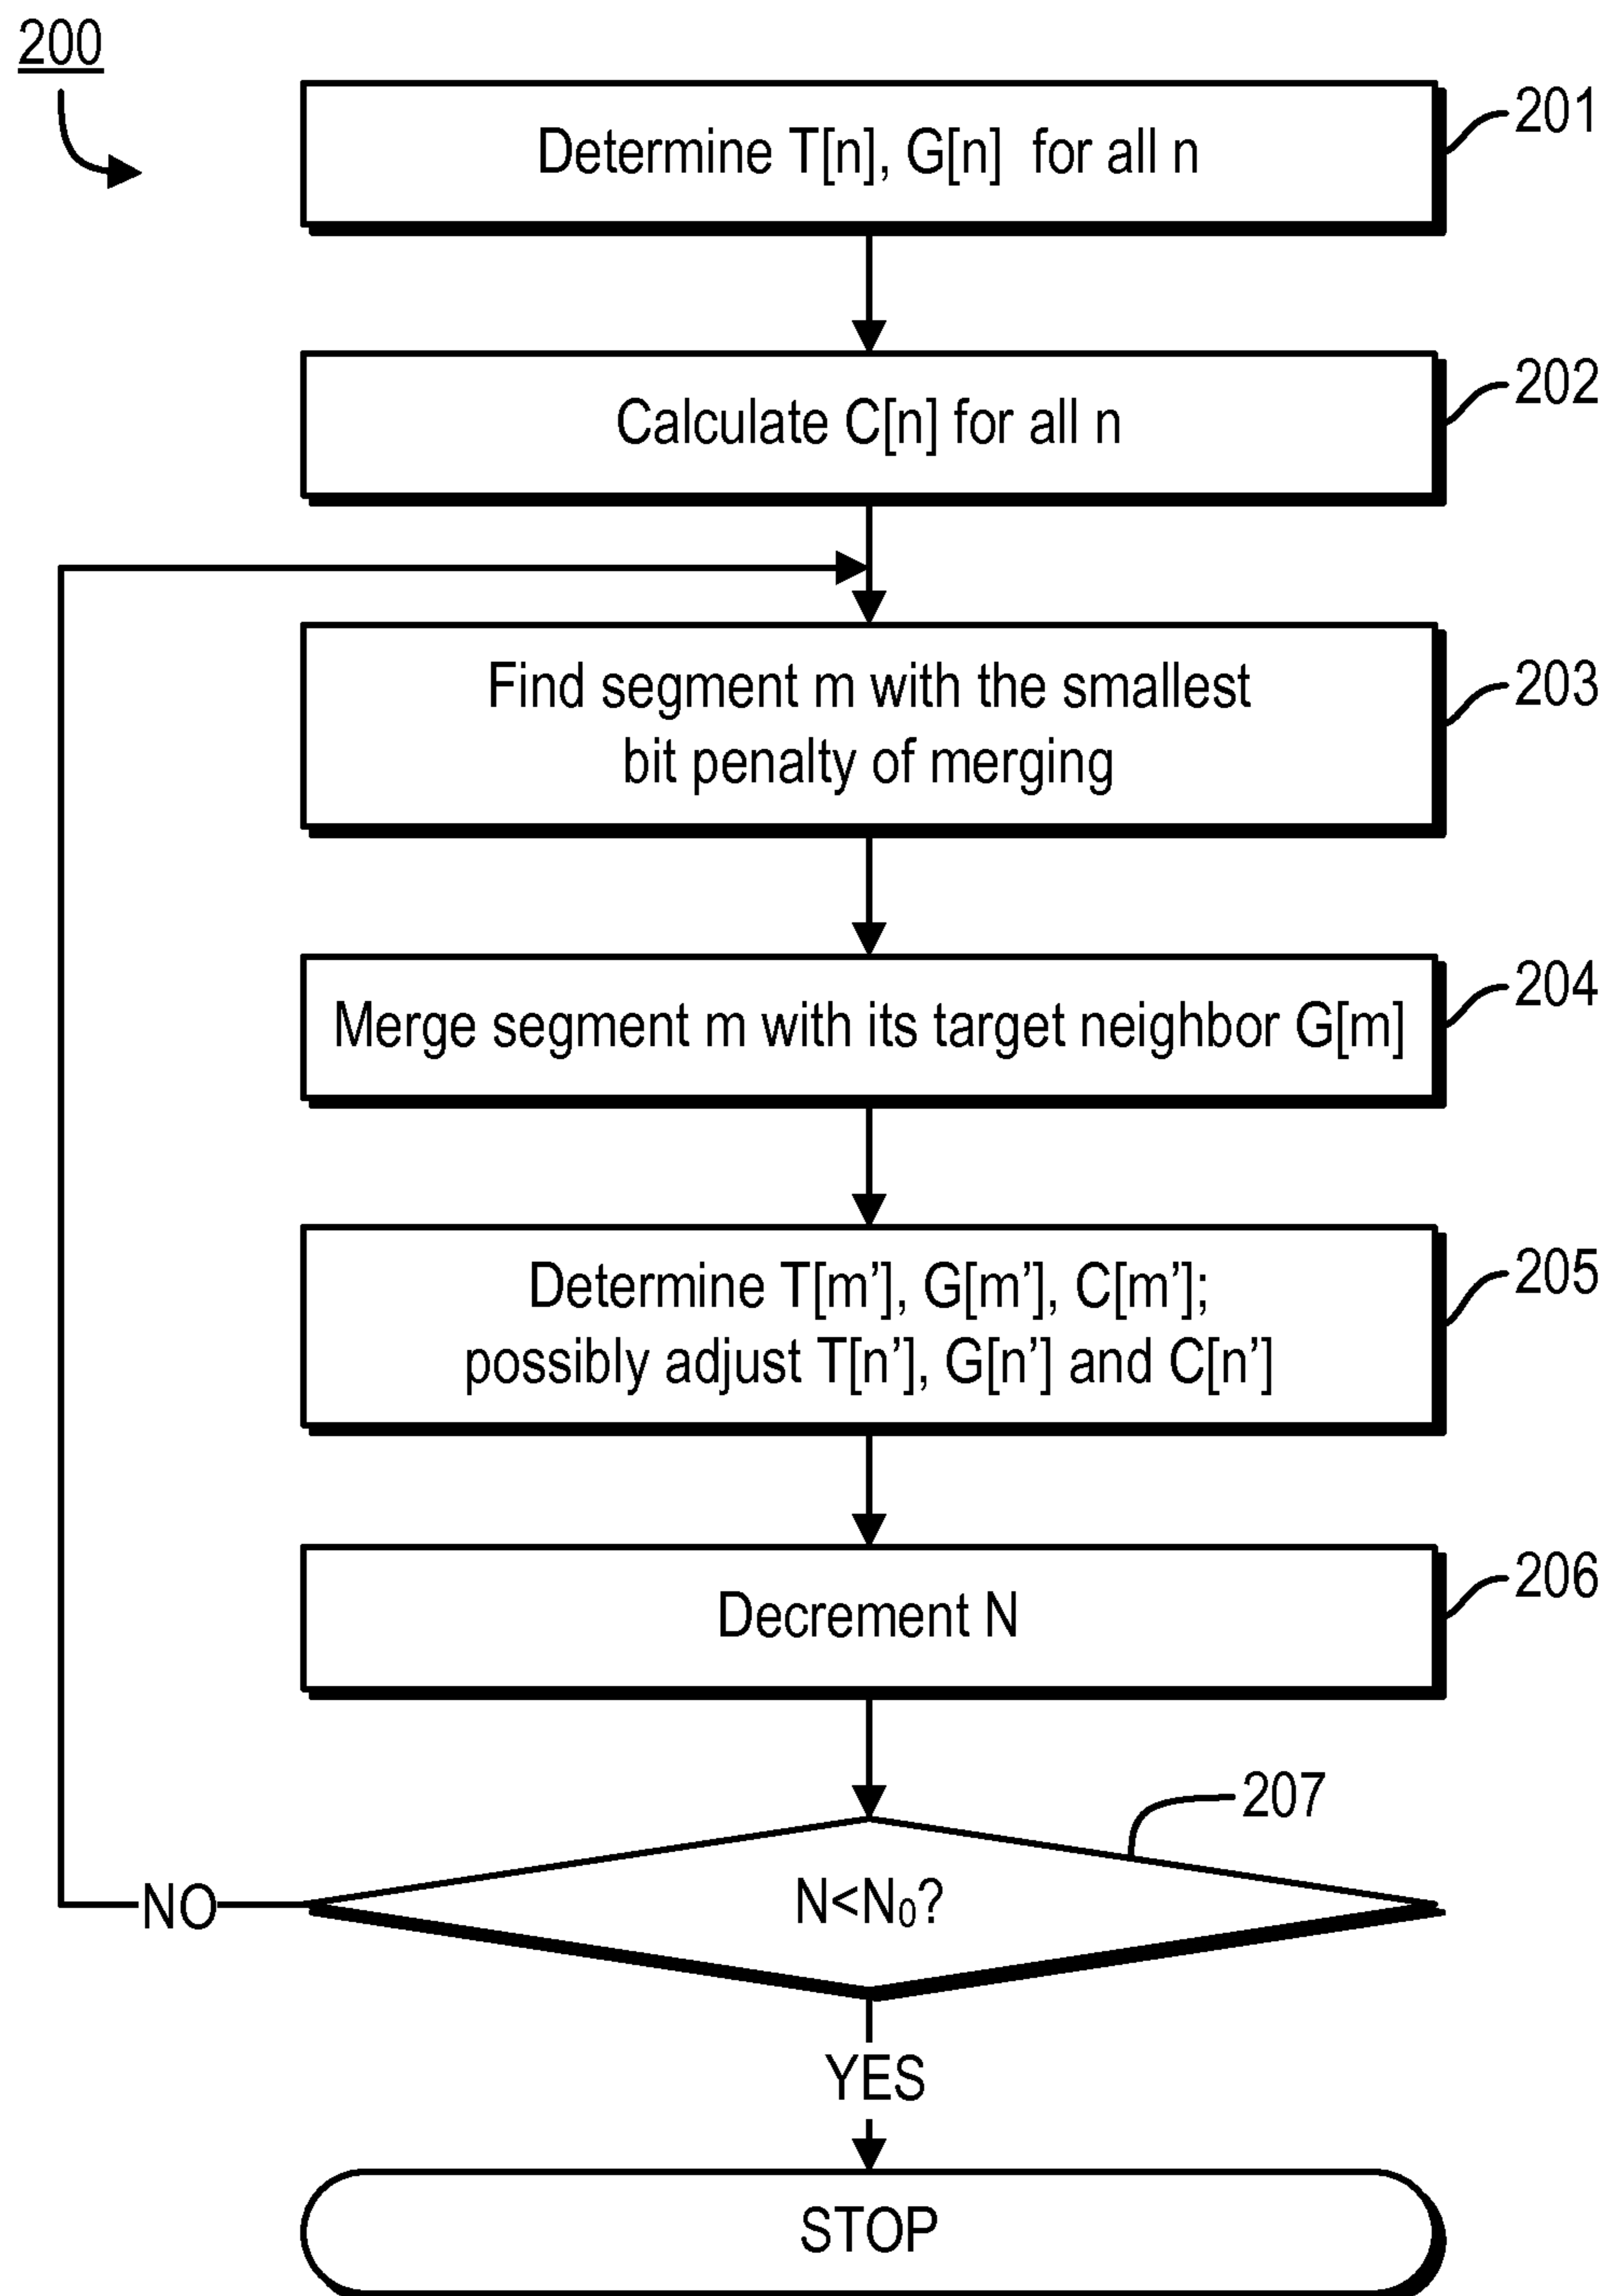 200
Determine T[n], G[n] for all n
201
Calculate C[n] for all n
202
Find segment m with the smallest
bit penalty of merging
203
Merge segment m with its target neighbor G[m]
204
Determine T[m’], G[m’], C[m’];
possibly adjust T[n’], G[n’] and C[n’]
205
Decrement N
206
207
N<N₀?
NO
YES
STOP